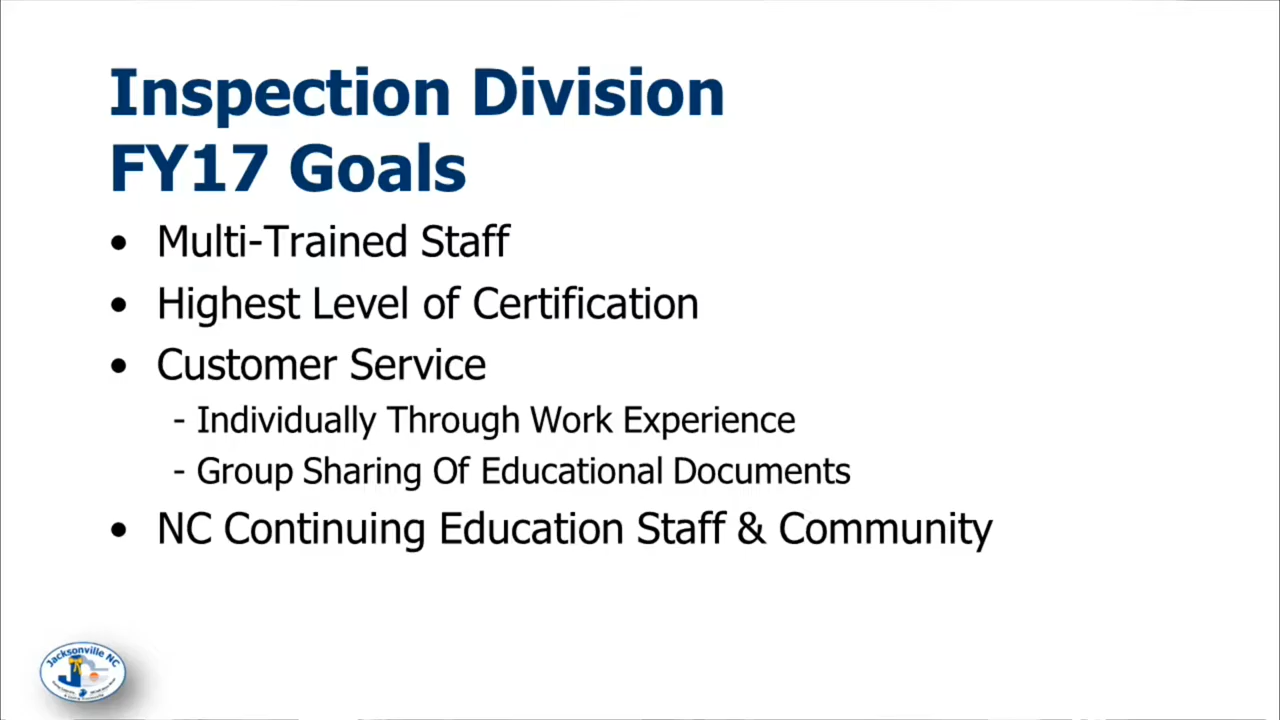 Inspection Division
FY17 Goals
• Multi-Trained Staff
• Highest Level of Certification
• Customer Service
- Individually Through Work Experience
- Group Sharing Of Educational Documents
• NC Continuing Education Staff & Community
Jacksonville NC